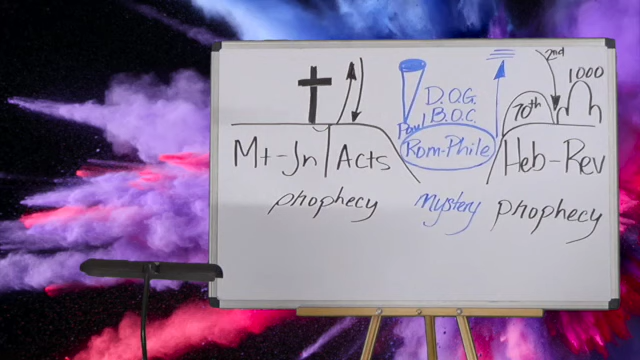 2nd
1000
D.O.G.
B.O.C.
70th
Paul
Mt-Jn Acts Rom-Phile Heb-Rev
prophecy mystery prophecy